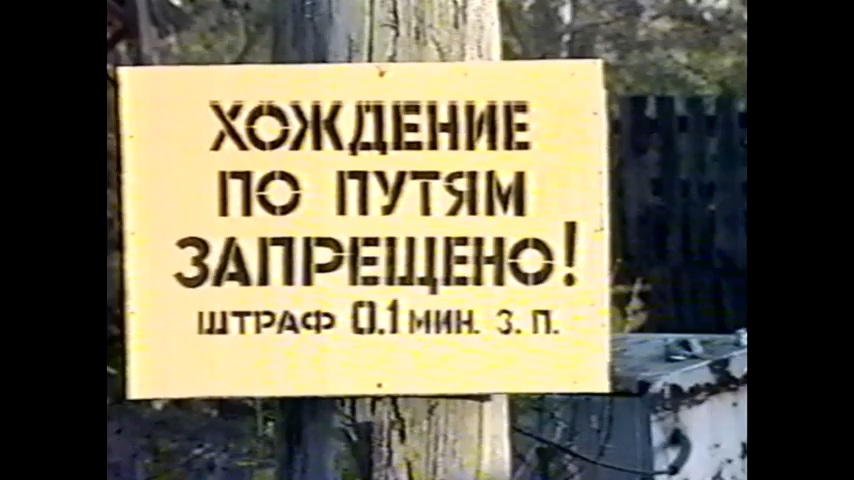 ХОЖДЕНИЕ
ПО ПУТЯМ
ЗАПРЕЩЕНО!
ШТРАФ 0.1 МИН. З. П.